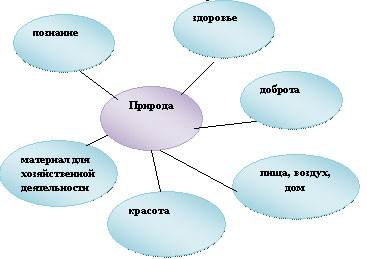 здоровье
познание
доброта
Природа
материал для
хозяйственной
деятельности
пища, воздух,
дом
красота